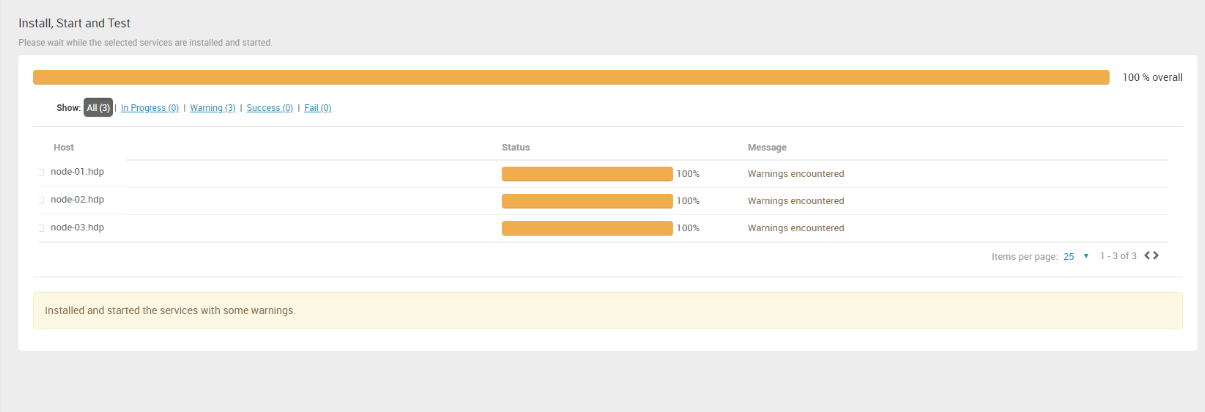 Install, Start and Test
Please wait while the selected services are installed and started.
100 % overall
Show: All (3) | In Progress (0) | Warning (3) | Success (0) | Fail (0)
Host Status Message
node-01.hdp 100% Warnings encountered
node-02.hdp 100% Warnings encountered
node-03.hdp 100% Warnings encountered
Items per page: 25 1 - 3 of 3
Installed and started the services with some warnings.